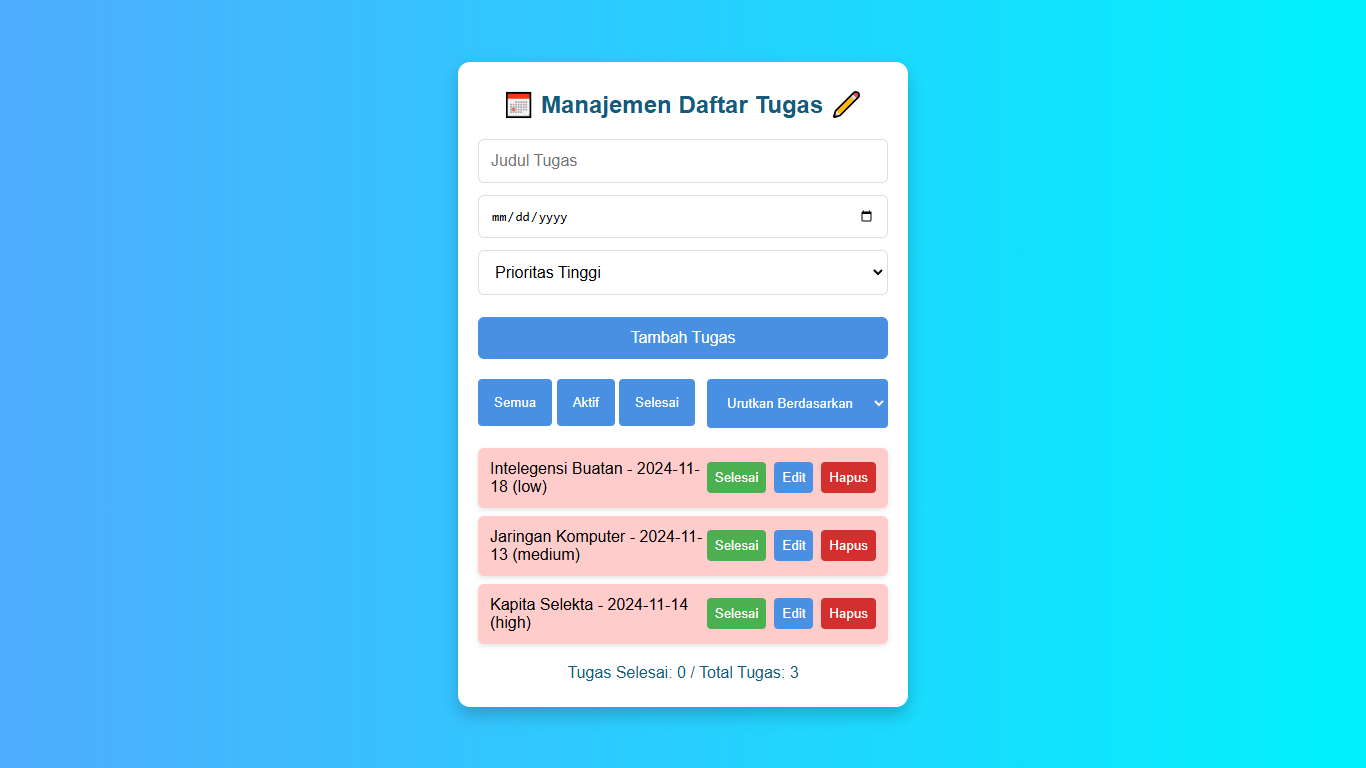 Manajemen Daftar Tugas
Judul Tugas
mm/dd/yyyy
Prioritas Tinggi
Tambah Tugas
Semua Aktif Selesai Urutkan Berdasarkan
Intelegensi Buatan - 2024-11-
18 (low)
Selesai Edit Hapus
Jaringan Komputer - 2024-11-
13 (medium)
Selesai Edit Hapus
Kapita Selekta - 2024-11-14
(high)
Selesai Edit Hapus
Tugas Selesai: 0 / Total Tugas: 3